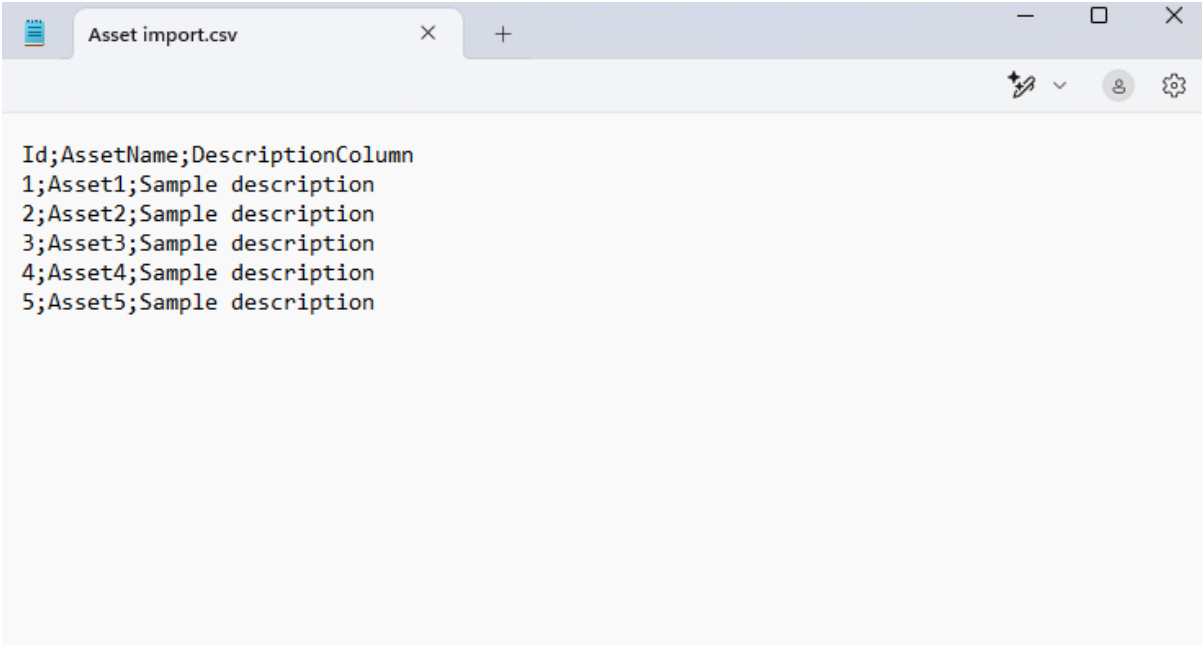 Asset import.csv
Id;AssetName;DescriptionColumn
1;Asset1;Sample description
2;Asset2;Sample description
3;Asset3;Sample description
4;Asset4;Sample description
5;Asset5;Sample description